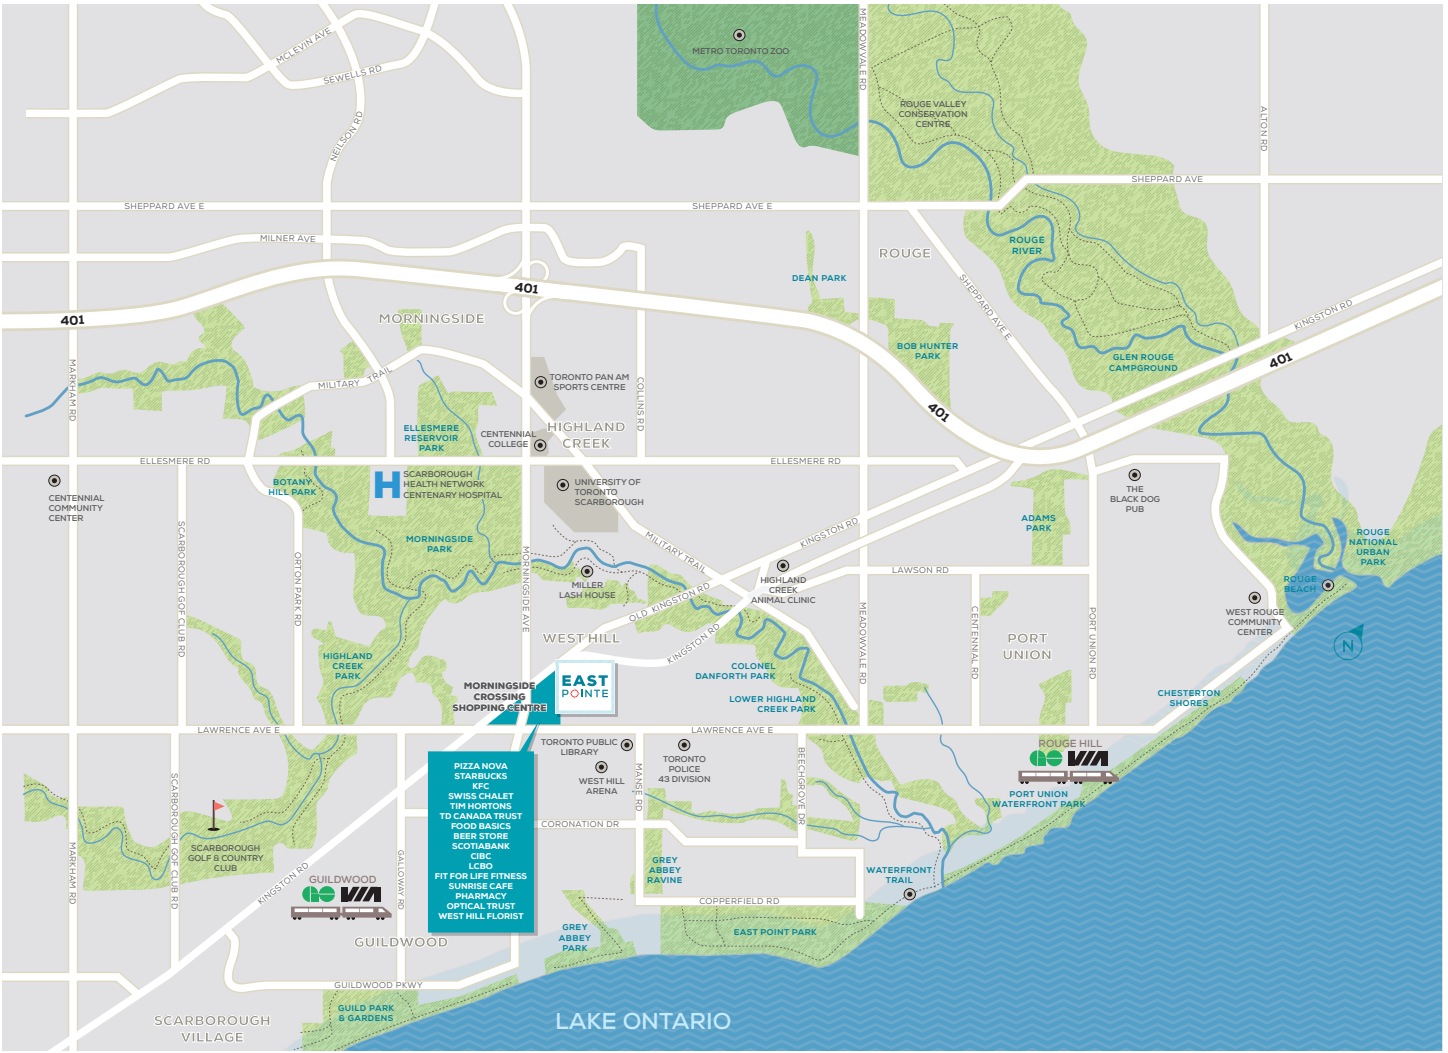 MCLEVIN AVE
SEWELLS RD
NEILSON RD
METRO TORONTO ZOO
MEADOWVALE RD
ROUGE VALLEY
CONSERVATION
CENTRE
ALTON RD
SHEPPARD AVE
SHEPPARD AVE E
SHEPPARD AVE E
MILNER AVE
ROUGE
ROUGE
RIVER
DEAN PARK
SHEPPARD AVE E
401
401
KINGSTON RD
401
401
MORNINGSIDE
BOB HUNTER
PARK
GLEN ROUGE
CAMPGROUND
MARKHAM RD
MILITARY TRAIL
TORONTO PAN AM
SPORTS CENTRE
COLLINS RD
ELLESMERE
RESERVOIR
PARK
CENTENNIAL
COLLEGE
HIGHLAND
CREEK
ELLESMERE RD
ELLESMERE RD
CENTENNIAL
COMMUNITY
CENTER
BOTANY
HILL PARK
H
SCARBOROUGH
HEALTH NETWORK
CENTENARY HOSPITAL
UNIVERSITY OF
TORONTO
SCARBOROUGH
THE
BLACK DOG
PUB
ADAMS
PARK
SCARBOROUGH GOF CLUB RD
ORTON PARK RD
MORNINGSIDE
PARK
MORNINGSIDE AVE
MILITARY TRAIL
KINGSTON RD
ROUGE
NATIONAL
URBAN
PARK
MILLER
LASH HOUSE
OLD KINGSTON RD
HIGHLAND
CREEK
ANIMAL CLINIC
LAWSON RD
ROUGE
BEACH
WEST ROUGE
COMMUNITY
CENTER
MEADOWVALE RD
CENTENNIAL RD
PORT UNION RD
PORT
UNION
WEST HILL
KINGSTON RD
N
HIGHLAND
CREEK
PARK
COLONEL
DANFORTH PARK
LOWER HIGHLAND
CREEK PARK
CHESTERTON
SHORES
MORNINGSIDE
CROSSING
SHOPPING CENTRE
EAST
POINTE
LAWRENCE AVE E
LAWRENCE AVE E
TORONTO PUBLIC
LIBRARY
WEST HILL
ARENA
TORONTO
POLICE
43 DIVISION
MANSE RD
BEECHGROVE DR
ROUGE HILL
GO VIA
PORT UNION
WATERFRONT PARK
PIZZA NOVA
STARBUCKS
KFC
SWISS CHALET
TIM HORTONS
TD CANADA TRUST
FOOD BASICS
BEER STORE
SCOTIABANK
CIBC
LCBO
FIT FOR LIFE FITNESS
SUNRISE CAFE
PHARMACY
OPTICAL TRUST
WEST HILL FLORIST
CORONATION DR
SCARBOROUGH GOF CLUB RD
MARKHAM RD
SCARBOROUGH
GOLF & COUNTRY
CLUB
KINGSTON RD
GALLOWAY RD
GUILDWOOD
GO VIA
GREY
ABBEY
RAVINE
WATERFRONT
TRAIL
COPPERFIELD RD
GREY
ABBEY
PARK
EAST POINT PARK
GUILDWOOD
GUILDWOOD PKWY
GUILD PARK
& GARDENS
SCARBOROUGH
VILLAGE
LAKE ONTARIO